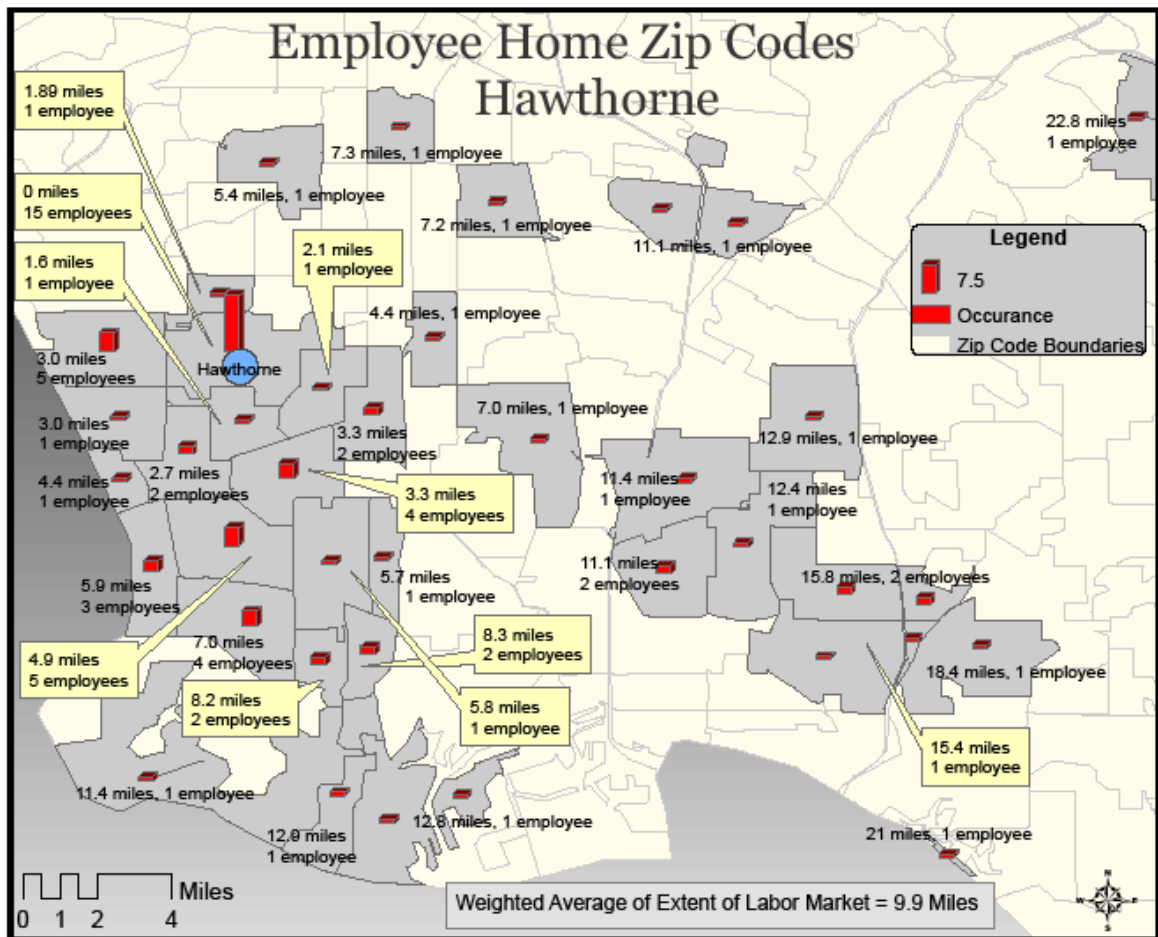 Employee Home Zip Codes
Hawthorne
1.89 miles
1 employee
22.8 miles
1 employee
7.3 miles, 1 employee
5.4 miles, 1 employee
0 miles
15 employees
7.2 miles, 1 employee
11.1 miles, 1 employee
Legend
7.5
Occurance
Zip Code Boundaries
2.1 miles
1 employee
1.6 miles
1 employee
4.4 miles, 1 employee
3.0 miles
5 employees
Hawthorne
7.0 miles, 1 employee
3.0 miles
1 employee
3.3 miles
2 employees
12.9 miles, 1 employee
2.7 miles
2 employees
4.4 miles
1 employee
11.4 miles
1 employee
12.4 miles
1 employee
3.3 miles
4 employees
11.1 miles
2 employees
5.7 miles
1 employee
15.8 miles, 2 employees
5.9 miles
3 employees
8.3 miles
2 employees
7.0 miles
4 employees
4.9 miles
5 employees
18.4 miles, 1 employee
8.2 miles
2 employees
5.8 miles
1 employee
15.4 miles
1 employee
11.4 miles, 1 employee
12.8 miles, 1 employee
12.9 miles
1 employee
21 miles, 1 employee
Miles
0 1 2 4
Weighted Average of Extent of Labor Market = 9.9 Miles
N
W E
S